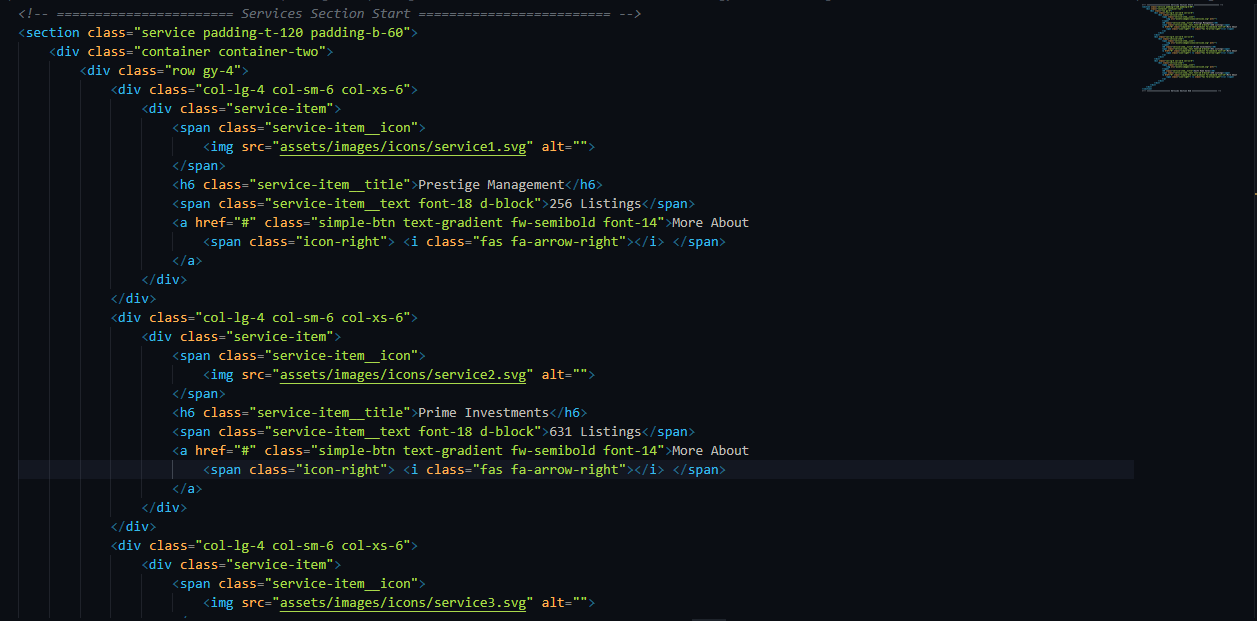 <!-- ======================= Services Section Start ========================= -->
<section class="service padding-t-120 padding-b-60">
<div class="container container-two">
<div class="row gy-4">
<div class="col-lg-4 col-sm-6 col-xs-6">
<div class="service-item">
<span class="service-item__icon">
<img src="assets/images/icons/service1.svg" alt="">
</span>
<h6 class="service-item__title">Prestige Management</h6>
<span class="service-item__text font-18 d-block">256 Listings</span>
<a href="#" class="simple-btn text-gradient fw-semibold font-14">More About
<span class="icon-right"> <i class="fas fa-arrow-right"></i> </span>
</a>
</div>
</div>
<div class="col-lg-4 col-sm-6 col-xs-6">
<div class="service-item">
<span class="service-item__icon">
<img src="assets/images/icons/service2.svg" alt="">
</span>
<h6 class="service-item__title">Prime Investments</h6>
<span class="service-item__text font-18 d-block">631 Listings</span>
<a href="#" class="simple-btn text-gradient fw-semibold font-14">More About
<span class="icon-right"> <i class="fas fa-arrow-right"></i> </span>
</a>
</div>
</div>
<div class="col-lg-4 col-sm-6 col-xs-6">
<div class="service-item">
<span class="service-item__icon">
<img src="assets/images/icons/service3.svg" alt="">